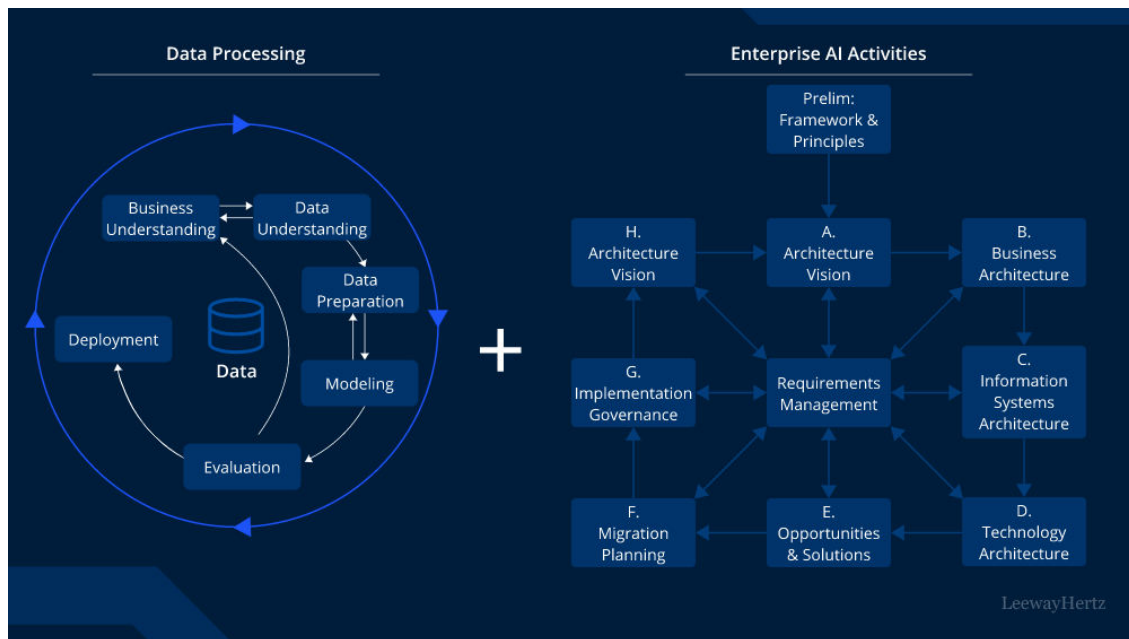 Data Processing
Business
Understanding
Data
Understanding
Data
Preparation
Deployment
Data
Modeling
Evaluation
+
Enterprise AI Activities
Prelim:
Framework &
Principles
H.
Architecture
Vision
A.
Architecture
Vision
B.
Business
Architecture
G.
Implementation
Governance
Requirements
Management
C.
Information
Systems
Architecture
F.
Migration
Planning
E.
Opportunities
& Solutions
D.
Technology
Architecture
LeewayHertz